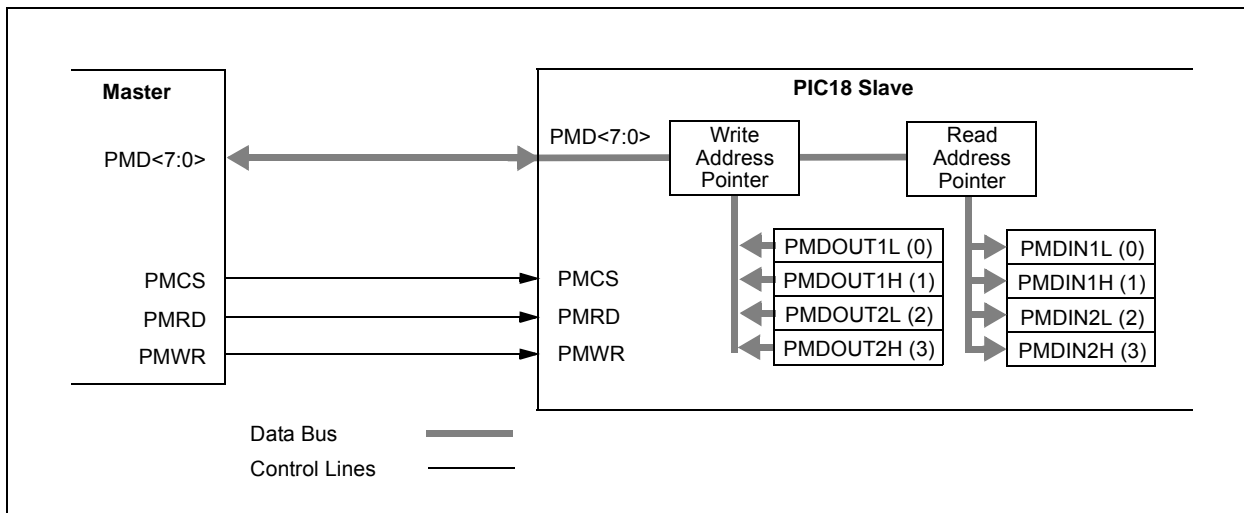 Master
PIC18 Slave
PMD<7:0>
PMD<7:0>
Write
Address
Pointer
Read
Address
Pointer
PMDOUT1L (0)
PMDOUT1H (1)
PMDOUT2L (2)
PMDOUT2H (3)
PMDIN1L (0)
PMDIN1H (1)
PMDIN2L (2)
PMDIN2H (3)
PMCS
PMCS
PMRD
PMRD
PMWR
PMWR
Data Bus
Control Lines